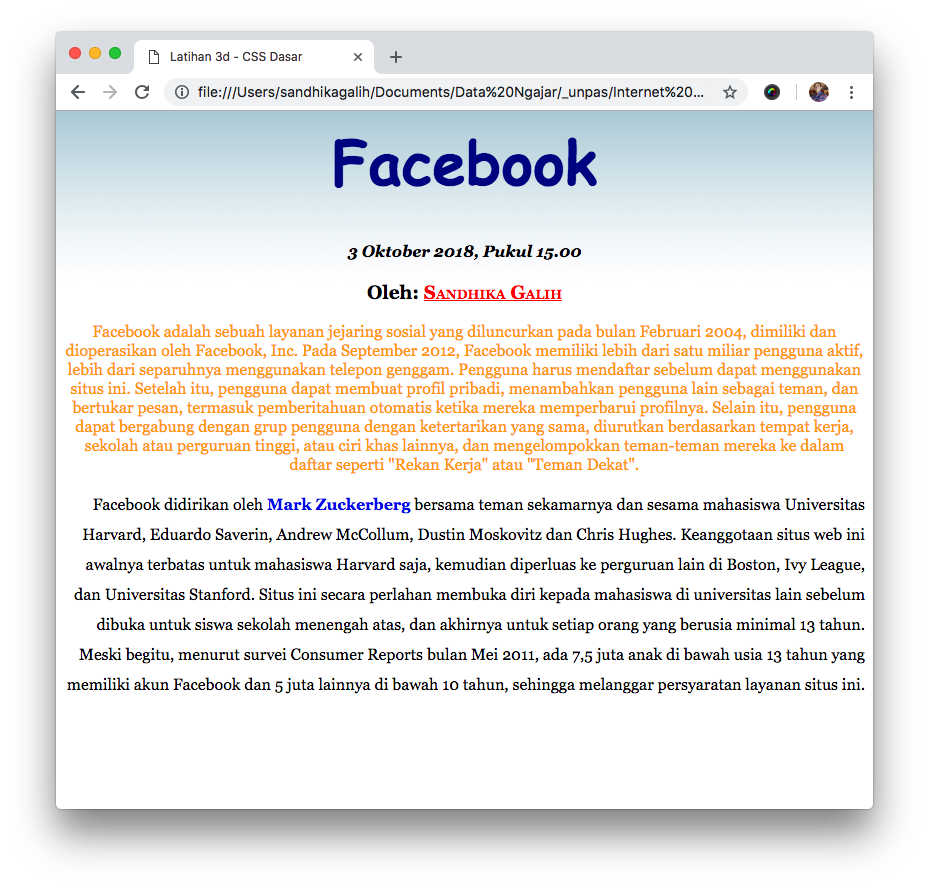 Latihan 3d - CSS Dasar
file:///Users/sandhikagalih/Documents/Data%20Ngajar/_unpas/Internet%20...
Facebook
3 Oktober 2018, Pukul 15.00
Oleh: Sandhika Galih
Facebook adalah sebuah layanan jejaring sosial yang diluncurkan pada bulan Februari 2004, dimiliki dan
dioperasikan oleh Facebook, Inc. Pada September 2012, Facebook memiliki lebih dari satu miliar pengguna aktif,
lebih dari separuhnya menggunakan telepon genggam. Pengguna harus mendaftar sebelum dapat menggunakan
situs ini. Setelah itu, pengguna dapat membuat profil pribadi, menambahkan pengguna lain sebagai teman, dan
bertukar pesan, termasuk pemberitahuan otomatis ketika mereka memperbarui profilnya. Selain itu, pengguna
dapat bergabung dengan grup pengguna dengan ketertarikan yang sama, diurutkan berdasarkan tempat kerja,
sekolah atau perguruan tinggi, atau ciri khas lainnya, dan mengelompokkan teman-teman mereka ke dalam
daftar seperti "Rekan Kerja" atau "Teman Dekat".
Facebook didirikan oleh Mark Zuckerberg bersama teman sekamarnya dan sesama mahasiswa Universitas
Harvard, Eduardo Saverin, Andrew McCollum, Dustin Moskovitz dan Chris Hughes. Keanggotaan situs web ini
awalnya terbatas untuk mahasiswa Harvard saja, kemudian diperluas ke perguruan lain di Boston, Ivy League,
dan Universitas Stanford. Situs ini secara perlahan membuka diri kepada mahasiswa di universitas lain sebelum
dibuka untuk siswa sekolah menengah atas, dan akhirnya untuk setiap orang yang berusia minimal 13 tahun.
Meski begitu, menurut survei Consumer Reports bulan Mei 2011, ada 7,5 juta anak di bawah usia 13 tahun yang
memiliki akun Facebook dan 5 juta lainnya di bawah 10 tahun, sehingga melanggar persyaratan layanan situs ini.